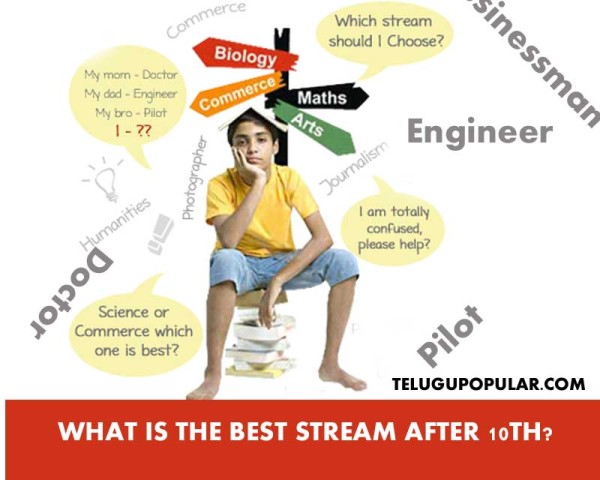 Commerce
Which stream
should I Choose?
sinessman
Biology
My mom - Doctor
My dad - Engineer
My bro - Pilot
I - ??
Commerce
Maths
Arts
Engineer
Photographer
Journalism
I am totally
confused,
please help?
Humanities
Doctor
Science or
Commerce which
one is best?
Pilot
TELUGUPOPULAR.COM
WHAT IS THE BEST STREAM AFTER 10TH?